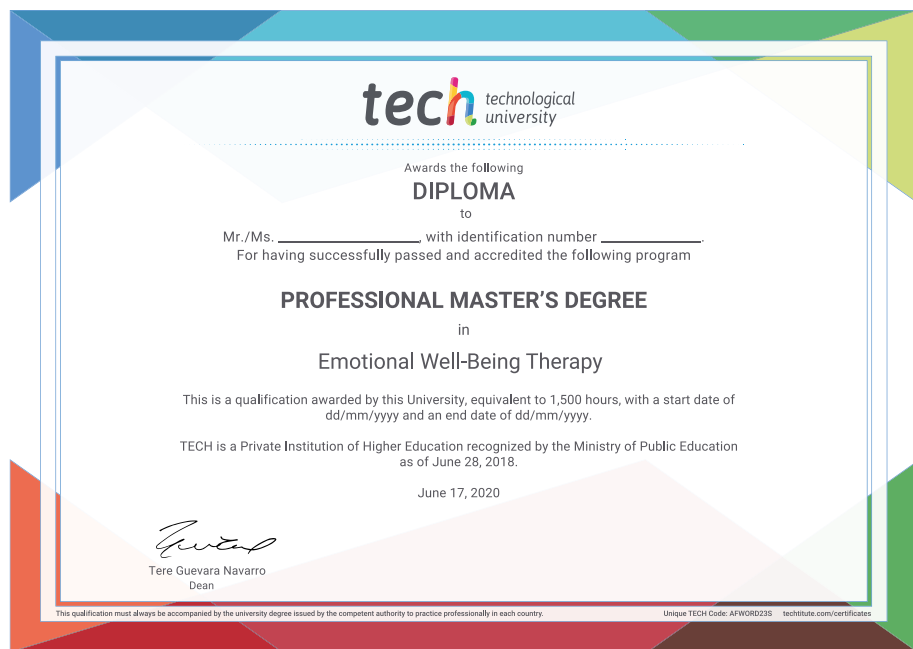 tech technological
university
Awards the following
DIPLOMA
to
Mr./Ms. ____________________, with identification number ______________.
For having successfully passed and accredited the following program
PROFESSIONAL MASTER'S DEGREE
in
Emotional Well-Being Therapy
This is a qualification awarded by this University, equivalent to 1,500 hours, with a start date of
dd/mm/yyyy and an end date of dd/mm/yyyy.
TECH is a Private Institution of Higher Education recognized by the Ministry of Public Education
as of June 28, 2018.
June 17, 2020
Tere Guevara Navarro
Dean
This qualification must always be accompanied by the university degree issued by the competent authority to practice professionally in each country. Unique TECH Code: AFWORD23S techtitute.com/certificates